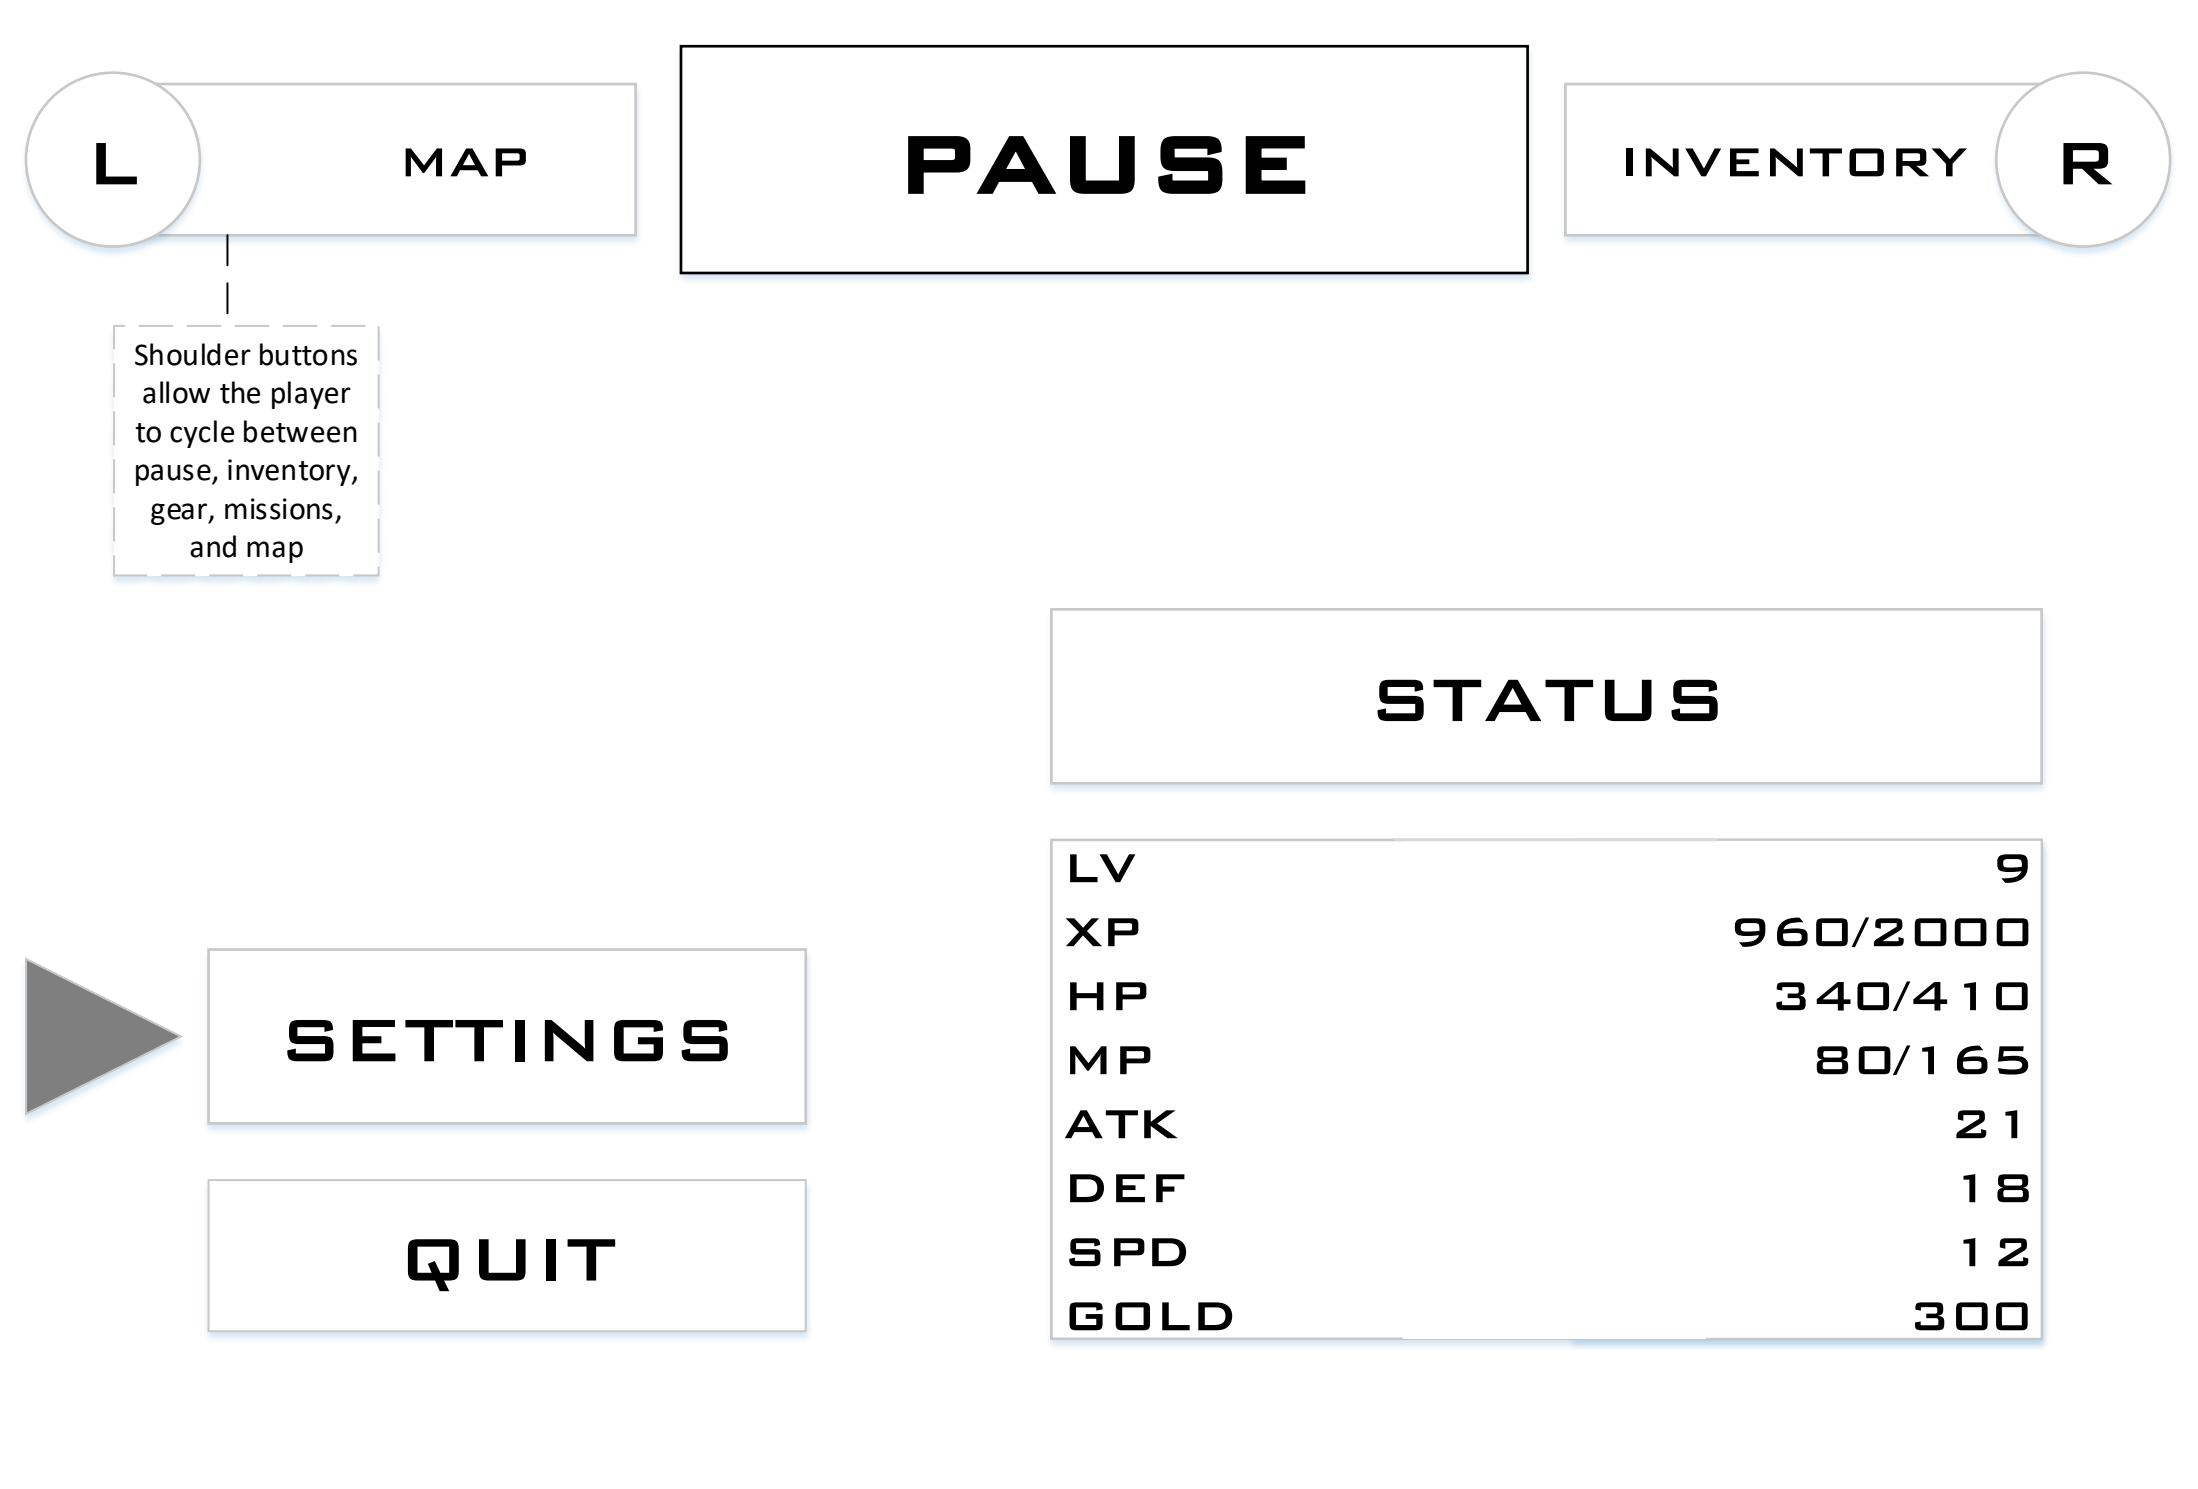 L
MAP
PAUSE
INVENTORY
R
Shoulder buttons
allow the player
to cycle between
pause, inventory,
gear, missions,
and map
STATUS
LV 9
XP 960/2000
HP 340/410
MP 80/165
ATK 21
DEF 18
SPD 12
GOLD 300
SETTINGS
QUIT